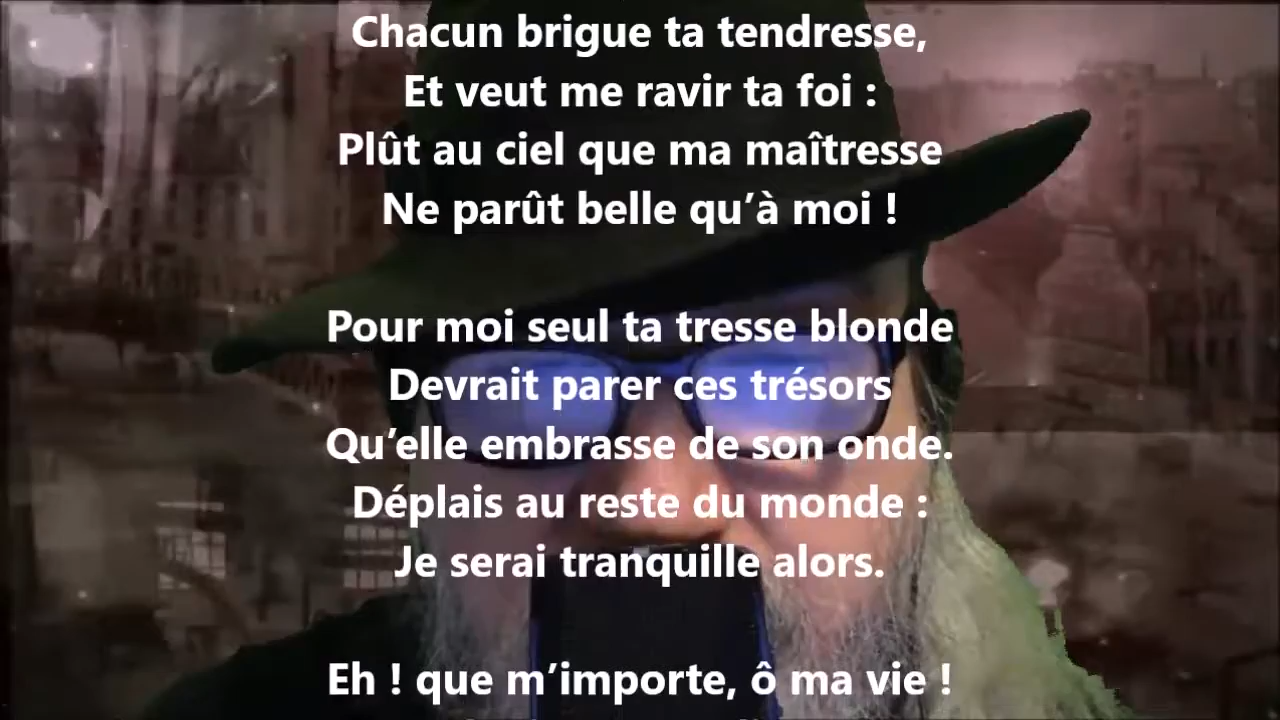 Chacun brigue ta tendresse,
Et veut me ravir ta foi :
Plût au ciel que ma maîtresse
Ne parût belle qu’à moi !
Pour moi seul ta tresse blonde
Devrait parer ces trésors
Qu’elle embrasse de son onde.
Déplais au reste du monde :
Je serai tranquille alors.
Eh ! que m’importe, ô ma vie !